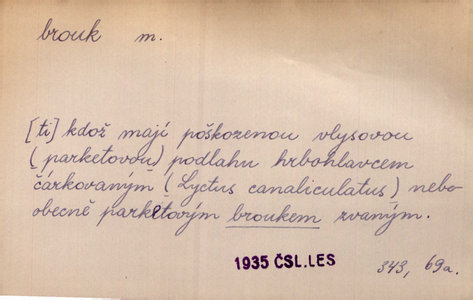 brouk m.
[ti] kdož mají poškozenou vlysovou
(parketovou) podlahu hrbohlavcem
čárkovaným (Lyctus canaliculatus) nebo
obecně parketovým broukem zvaným.
1935 ČSL.LES
343, 69a.